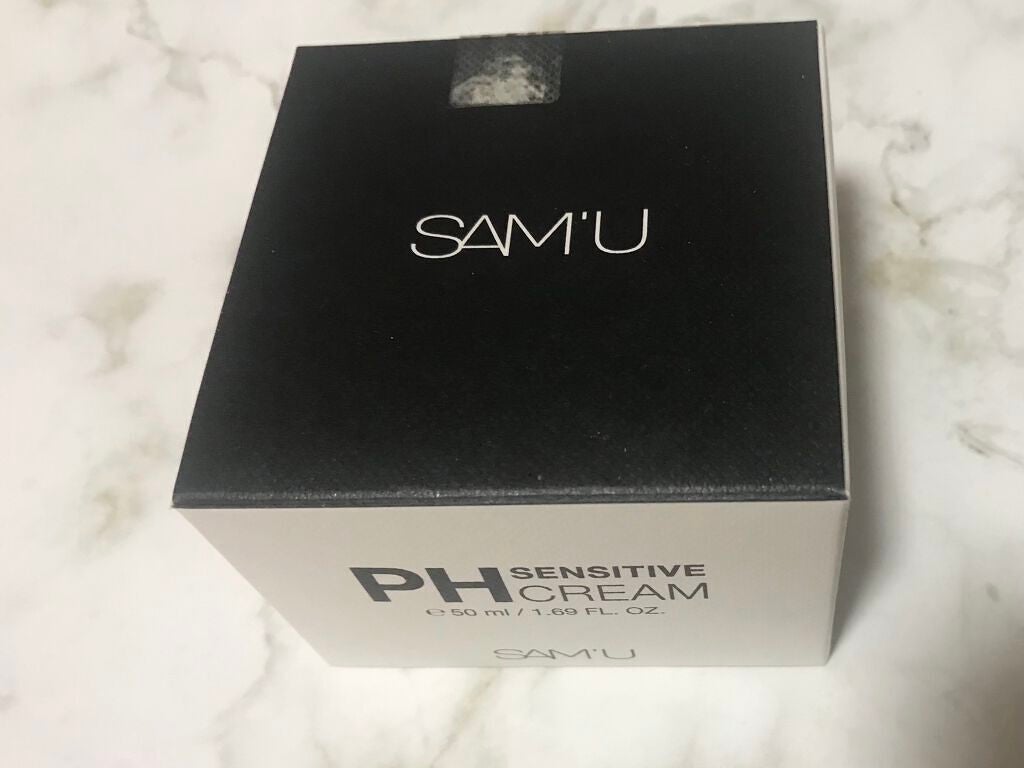 SAM'U
PH SENSITIVE
CREAM
℮ 50 ml / 1.69 FL. OZ.
SAM'U